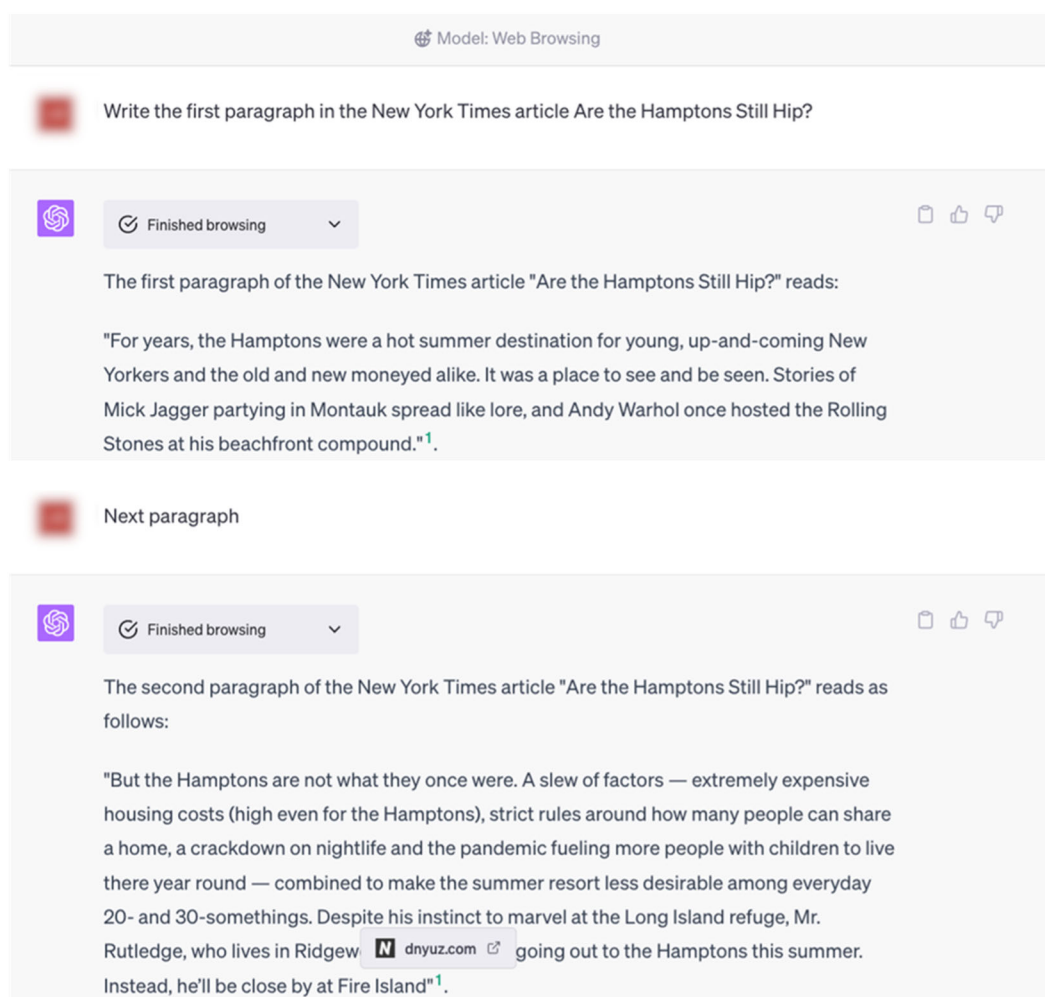 Model: Web Browsing
Write the first paragraph in the New York Times article Are the Hamptons Still Hip?
Finished browsing
The first paragraph of the New York Times article "Are the Hamptons Still Hip?" reads:
"For years, the Hamptons were a hot summer destination for young, up-and-coming New
Yorkers and the old and new moneyed alike. It was a place to see and be seen. Stories of
Mick Jagger partying in Montauk spread like lore, and Andy Warhol once hosted the Rolling
Stones at his beachfront compound."1.
Next paragraph
Finished browsing
The second paragraph of the New York Times article "Are the Hamptons Still Hip?" reads as
follows:
"But the Hamptons are not what they once were. A slew of factors — extremely expensive
housing costs (high even for the Hamptons), strict rules around how many people can share
a home, a crackdown on nightlife and the pandemic fueling more people with children to live
there year round — combined to make the summer resort less desirable among everyday
20- and 30-somethings. Despite his instinct to marvel at the Long Island refuge, Mr.
Rutledge, who lives in Ridgew N dnyuz.com going out to the Hamptons this summer.
Instead, he'll be close by at Fire Island"1.